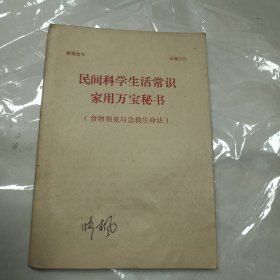 民间科学生活常识
家用万宝秘书
(食物相克与急救生命法)